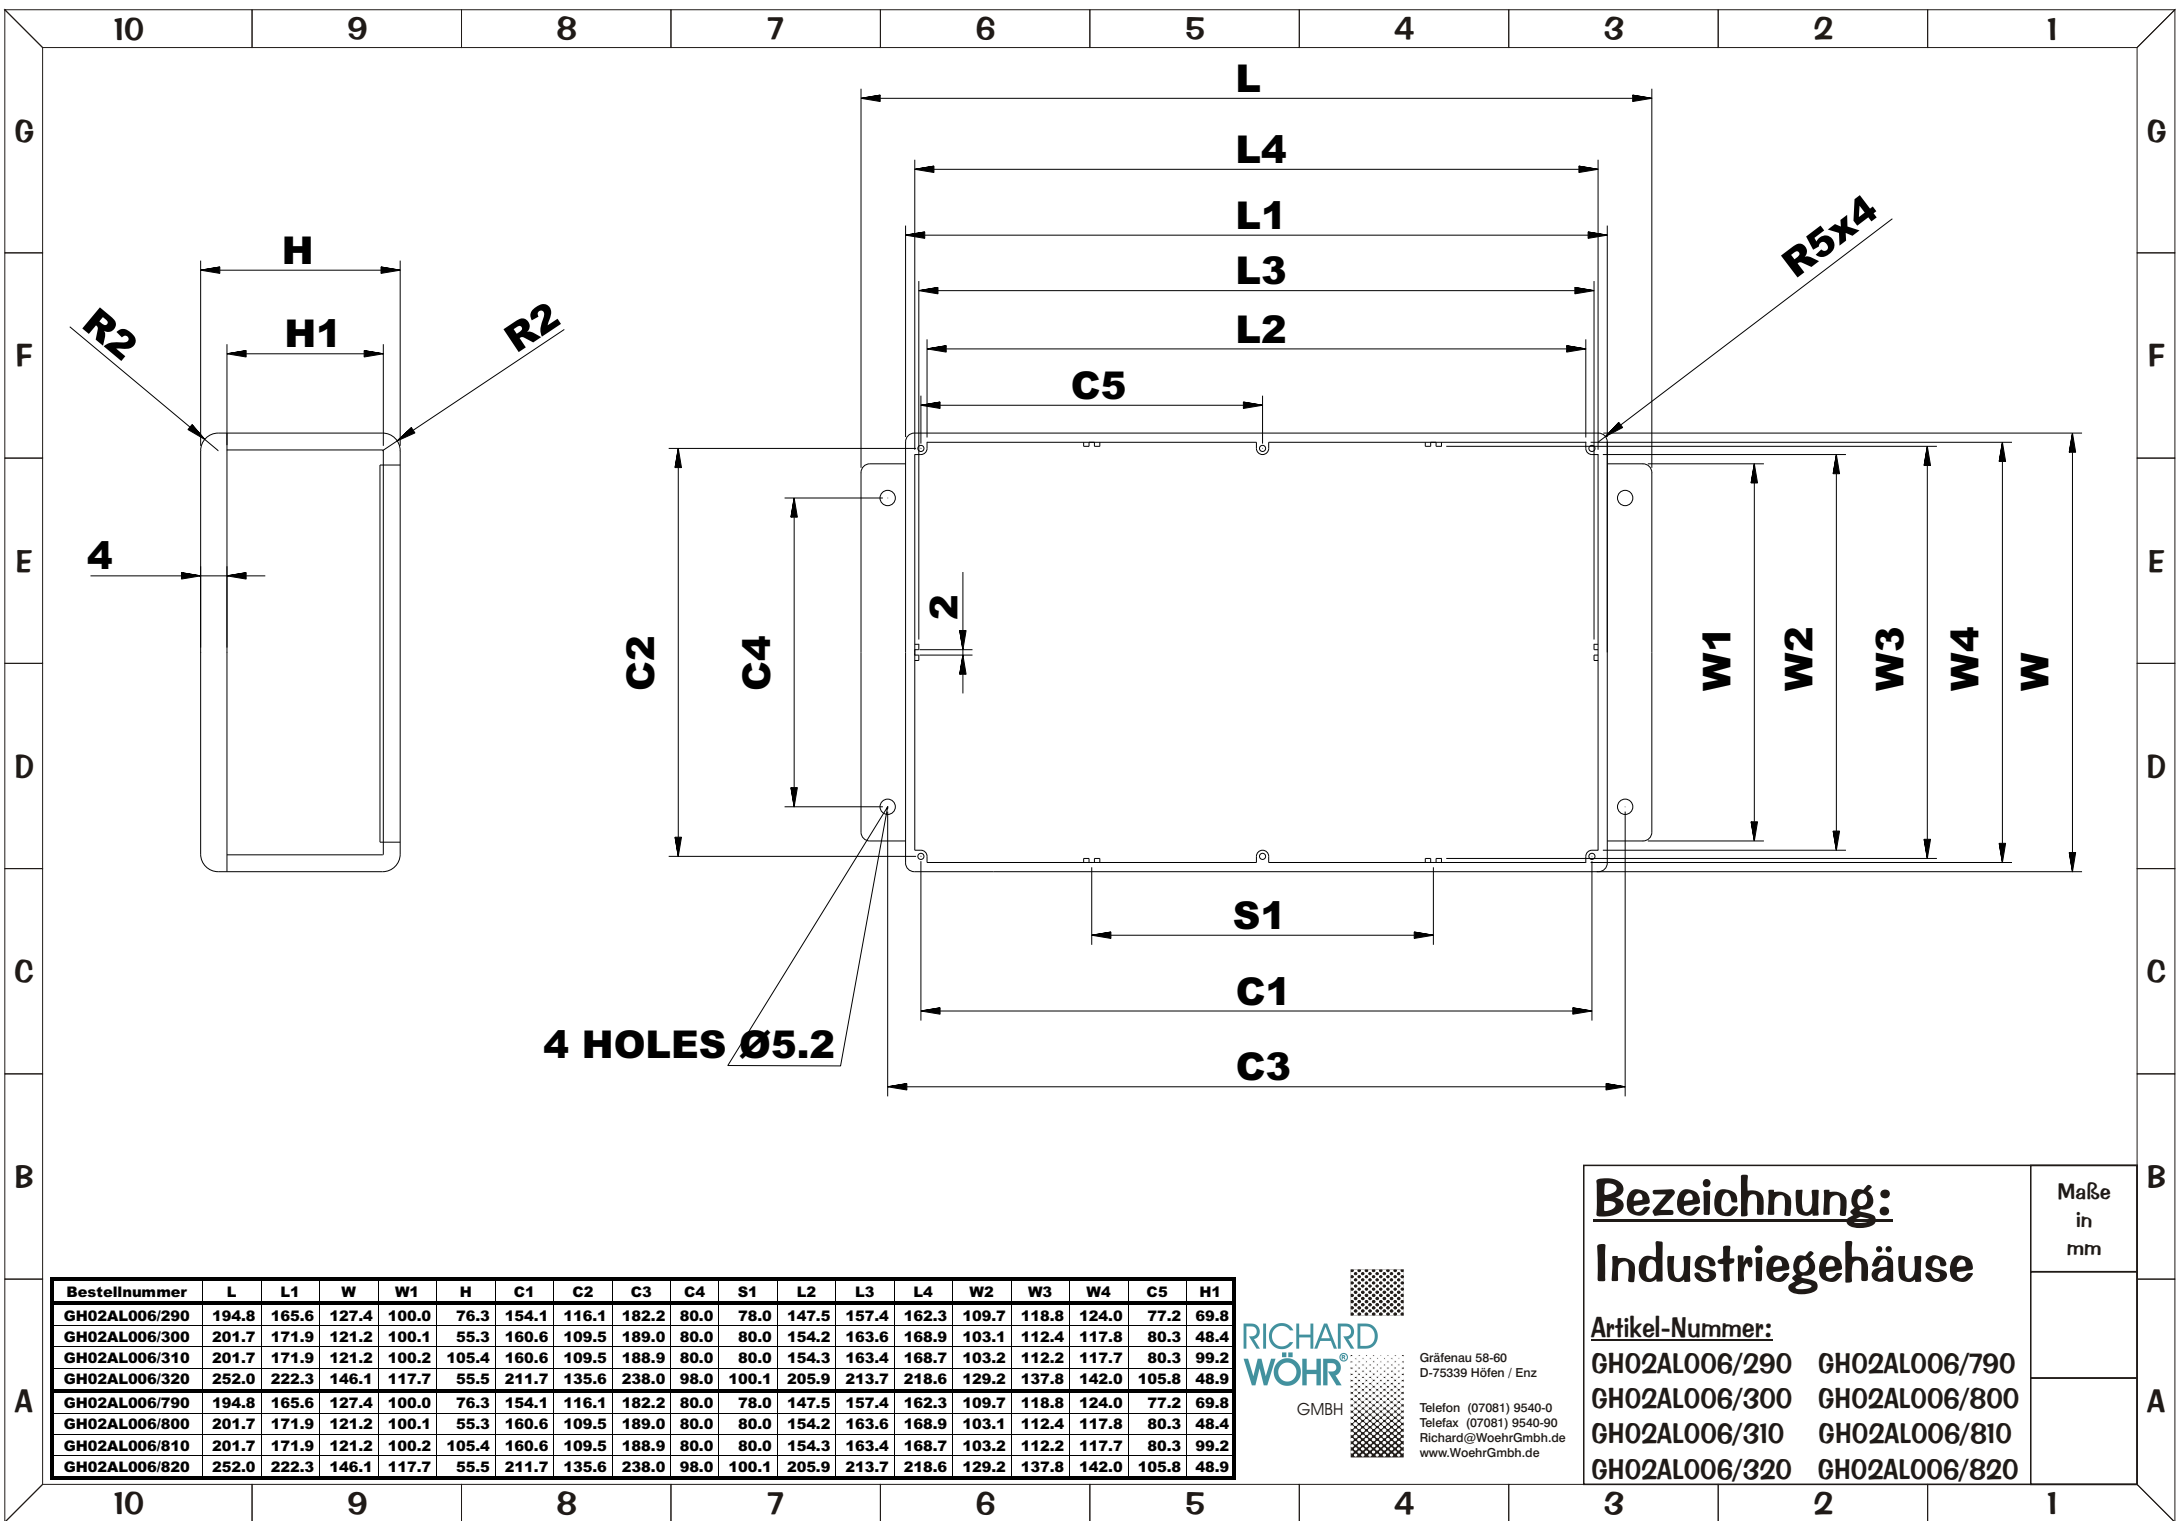 10 9 8 7 6 5 4 3 2 1
G G
F F
E E
D D
C C
B B
A A
L
L4
L1
L3
L2
C5
R5x4
H
H1
R2
R2
4
2
C2
C4
W1
W2
W3
W4
W
S1
C1
C3
4 HOLES Ø5.2
Bestellnummer L L1 W W1 H C1 C2 C3 C4 S1 L2 L3 L4 W2 W3 W4 C5 H1
GH02AL006/290 194.8 165.6 127.4 100.0 76.3 154.1 116.1 182.2 80.0 78.0 147.5 157.4 162.3 109.7 118.8 124.0 77.2 69.8
GH02AL006/300 201.7 171.9 121.2 100.1 55.3 160.6 109.5 189.0 80.0 80.0 154.2 163.6 168.9 103.1 112.4 117.8 80.3 48.4
GH02AL006/310 201.7 171.9 121.2 100.2 105.4 160.6 109.5 188.9 80.0 80.0 154.3 163.4 168.7 103.2 112.2 117.7 80.3 99.2
GH02AL006/320 252.0 222.3 146.1 117.7 55.5 211.7 135.6 238.0 98.0 100.1 205.9 213.7 218.6 129.2 137.8 142.0 105.8 48.9
GH02AL006/790 194.8 165.6 127.4 100.0 76.3 154.1 116.1 182.2 80.0 78.0 147.5 157.4 162.3 109.7 118.8 124.0 77.2 69.8
GH02AL006/800 201.7 171.9 121.2 100.1 55.3 160.6 109.5 189.0 80.0 80.0 154.2 163.6 168.9 103.1 112.4 117.8 80.3 48.4
GH02AL006/810 201.7 171.9 121.2 100.2 105.4 160.6 109.5 188.9 80.0 80.0 154.3 163.4 168.7 103.2 112.2 117.7 80.3 99.2
GH02AL006/820 252.0 222.3 146.1 117.7 55.5 211.7 135.6 238.0 98.0 100.1 205.9 213.7 218.6 129.2 137.8 142.0 105.8 48.9
RICHARD
WÖHR®
GMBH
Gräfenau 58-60
D-75339 Höfen / Enz
Telefon (07081) 9540-0
Telefax (07081) 9540-90
Richard@WoehrGmbh.de
www.WoehrGmbh.de
Bezeichnung:
Industriegehäuse
Artikel-Nummer:
GH02AL006/290 GH02AL006/790
GH02AL006/300 GH02AL006/800
GH02AL006/310 GH02AL006/810
GH02AL006/320 GH02AL006/820
Maße
in
mm
10 9 8 7 6 5 4 3 2 1